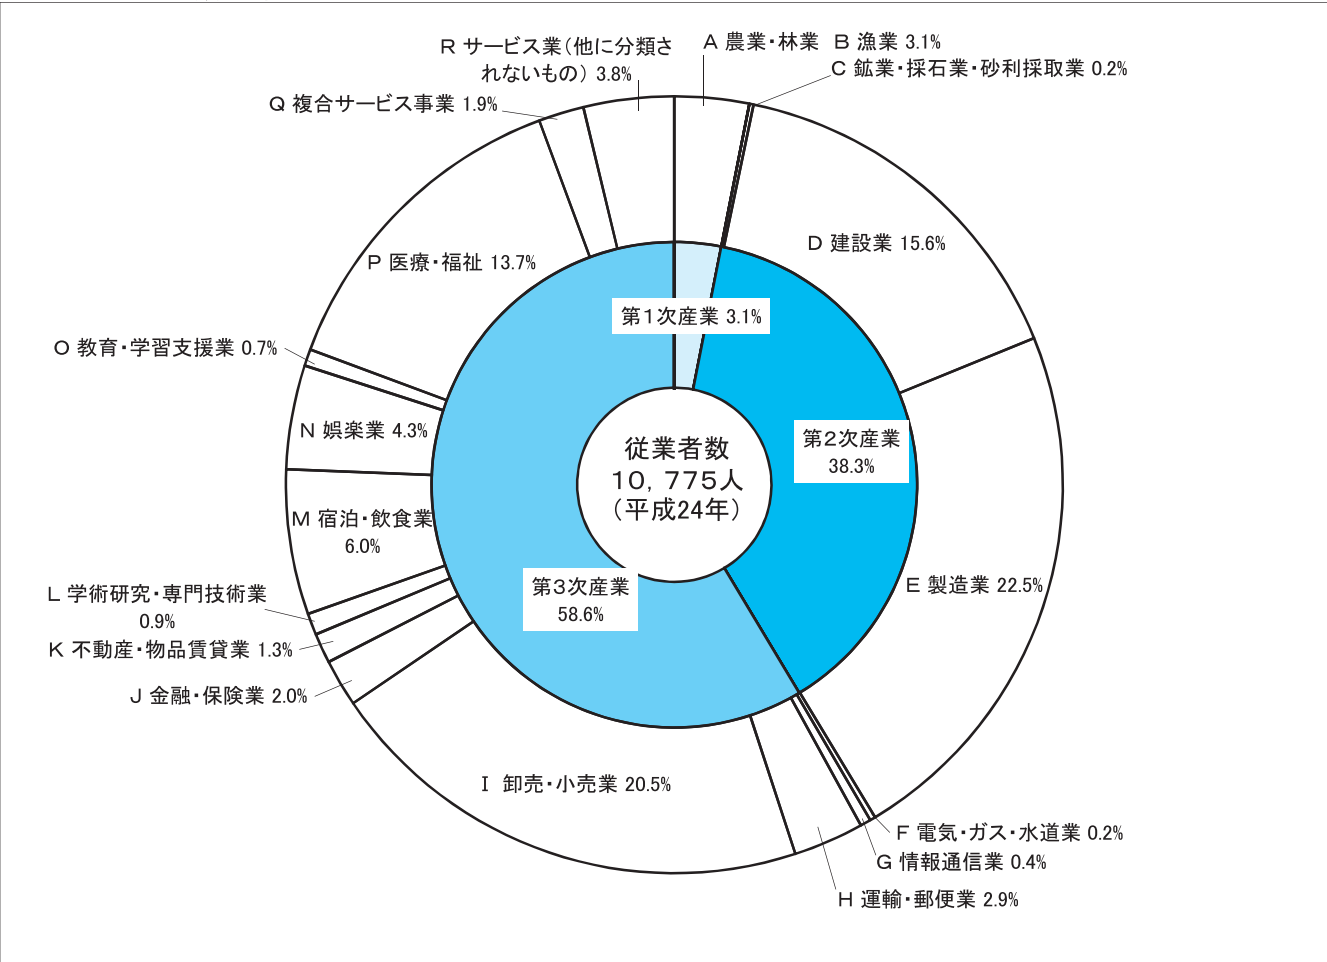 R サービス業(他に分類さ
れないもの) 3.8%
A 農業・林業 B 漁業 3.1%
C 鉱業・採石業・砂利採取業 0.2%
Q 複合サービス事業 1.9%
D 建設業 15.6%
P 医療・福祉 13.7%
第1次産業 3.1%
O 教育・学習支援業 0.7%
N 娯楽業 4.3%
第2次産業
38.3%
従業者数
10,775人
(平成24年)
M 宿泊・飲食業
6.0%
第3次産業
58.6%
E 製造業 22.5%
L 学術研究・専門技術業
0.9%
K 不動産・物品賃貸業 1.3%
J 金融・保険業 2.0%
I 卸売・小売業 20.5%
F 電気・ガス・水道業 0.2%
G 情報通信業 0.4%
H 運輸・郵便業 2.9%